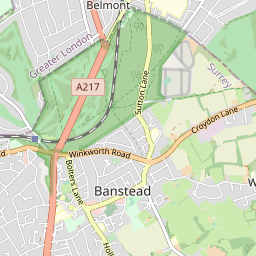 Belmont
Greater London
A217
Sutton Lane
Surrey
Croydon Lane
Winkworth Road
Bolters Lane
Banstead